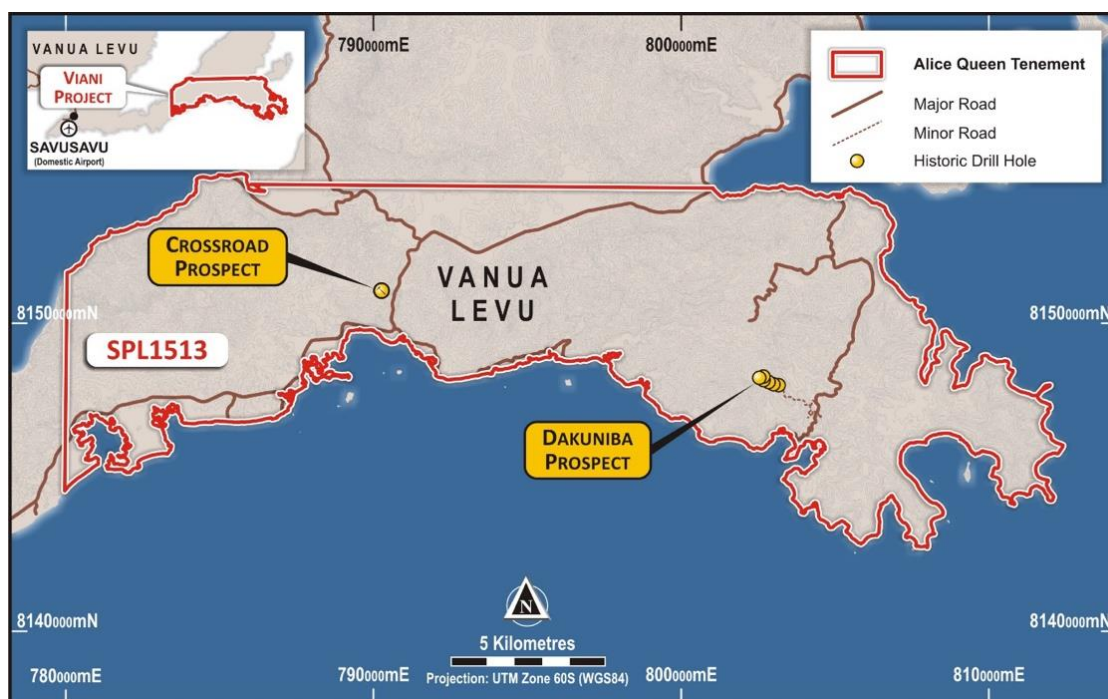 VANUA LEVU
VIANI
PROJECT
SAVUSAVU
(Domestic Airport)
790000mE
800000mE
Alice Queen Tenement
Major Road
Minor Road
Historic Drill Hole
CROSSROAD
PROSPECT
VANUA
LEVU
8150000mN
8150000mN
SPL1513
DAKUNIBA
PROSPECT
N
8140000mN
8140000mN
5 Kilometres
Projection: UTM Zone 60S (WGS84)
780000mE
790000mE
800000mE
810000mE